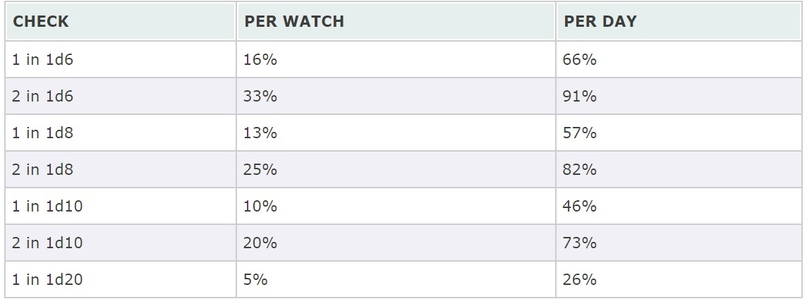 CHECK PER WATCH PER DAY
1 in 1d6 16% 66%
2 in 1d6 33% 91%
1 in 1d8 13% 57%
2 in 1d8 25% 82%
1 in 1d10 10% 46%
2 in 1d10 20% 73%
1 in 1d20 5% 26%